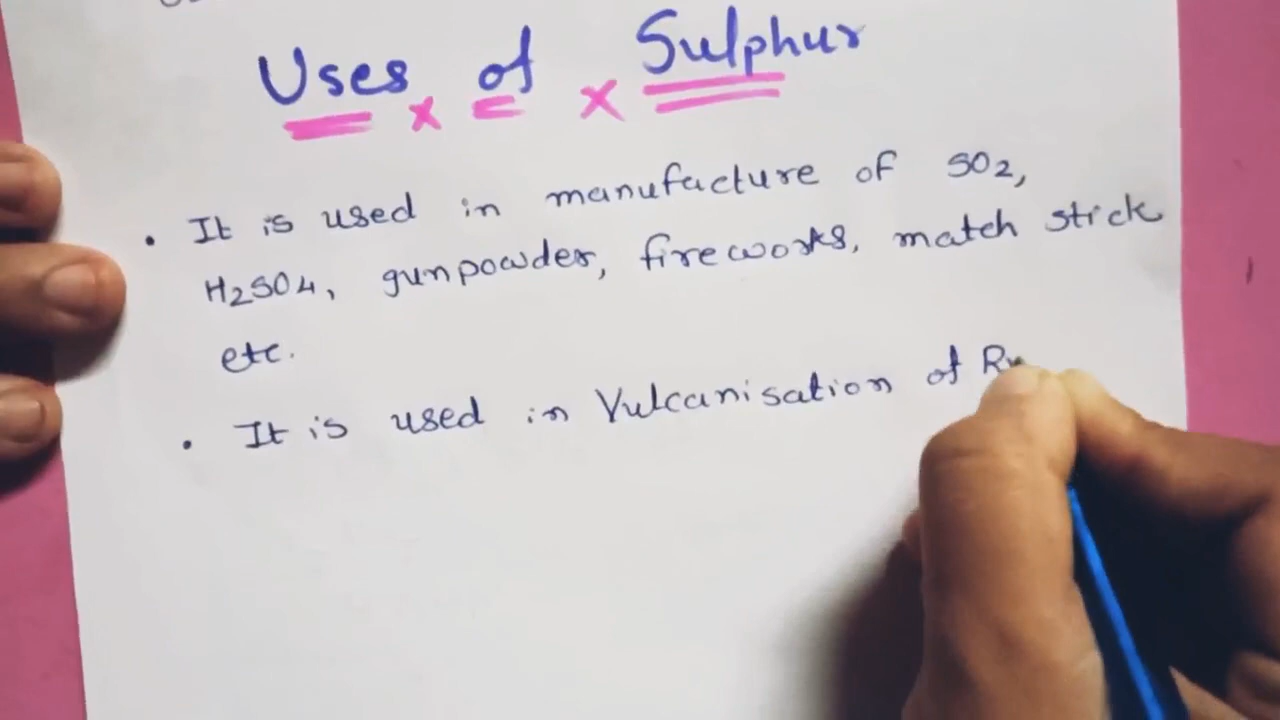 Uses of Sulphur
• It is used in manufacture of SO2,
H2SO4, gunpowder, fireworks, match stick
etc.
• It is used in Vulcanisation of